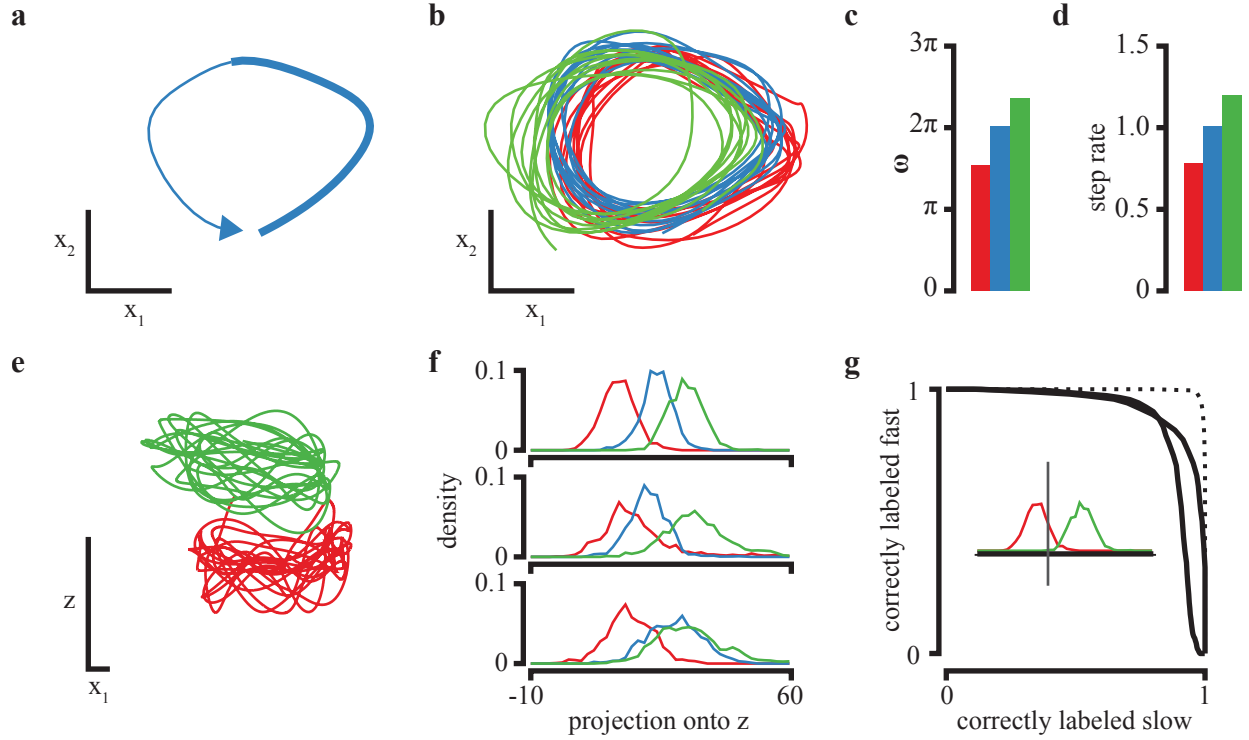 a
x2
x1
b
x2
x1
c
3π
2π
π
0
ω
d
1.5
1.0
0.5
0
step rate
e
z
x1
f
0.1
0
0.1
0
0.1
0
density
-10
60
projection onto z
g
1
0
correctly labeled fast
0
1
correctly labeled slow